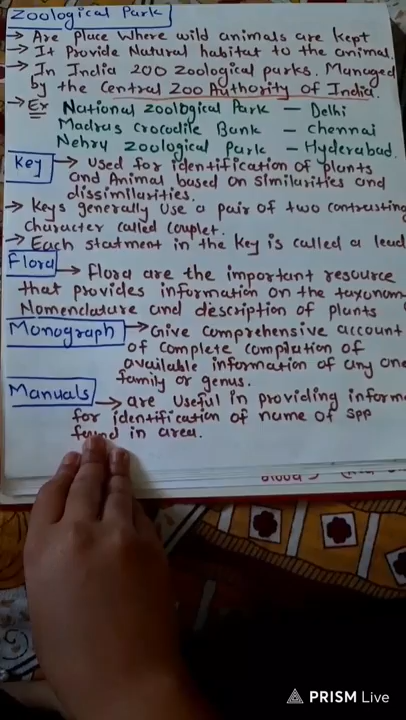 Zoological Park
→ Are Place Where wild animals are kept
→ It Provide Natural habitat to the animal.
→ In India 200 Zoological parks. Managed
by the Central Zoo Authority of India.
→ Ex National Zoological Park — Delhi
Madras Crocodile Bank — Chennai
Nehry Zoological Park — Hyderabad.
Key → Used for identification of plants
and Animal based on similarities and
dissimilarities.
→ Keys generally Use a pair of two contrasting
character called couplet.
→ Each statment in the Key is called a lead
Flora → Flora are the important resource
that provides information on the taxonom
Nomenclature and description of plants
Monograph → Give comprehensive account
of complete compilation of
available information of any one
family or genus.
Manuals → are Useful in providing inform
for identification of name of spp
found in area.
PRISM Live